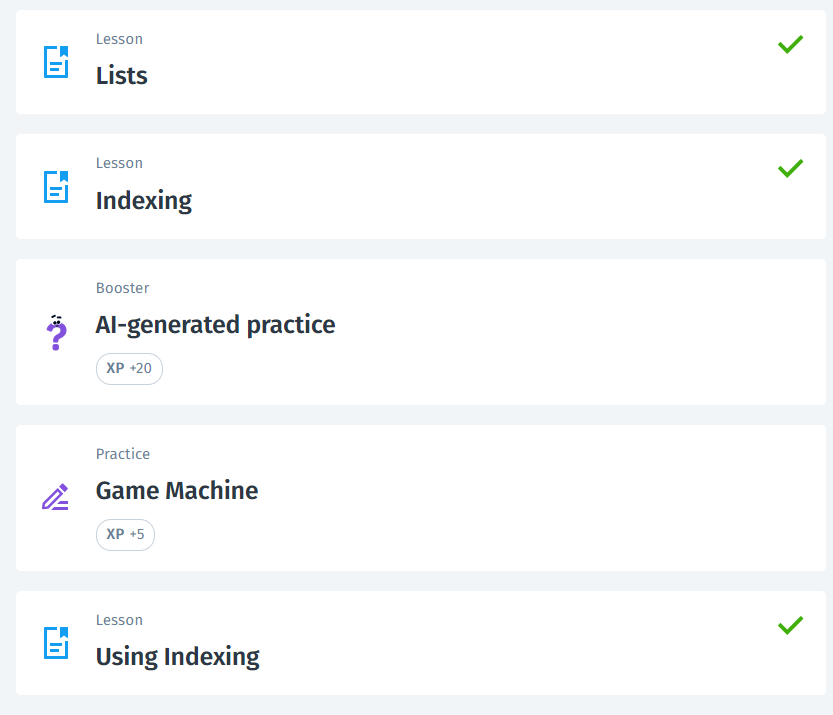 Lesson
Lists
Lesson
Indexing
Booster
AI-generated practice
XP +20
Practice
Game Machine
XP +5
Lesson
Using Indexing